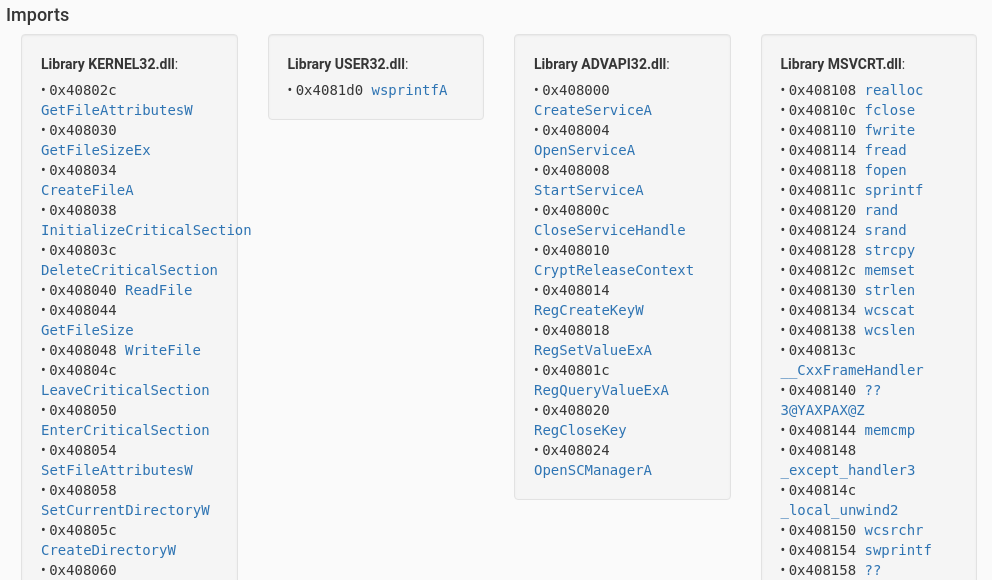 Imports
Library KERNEL32.dll:
• 0x40802c
GetFileAttributesW
• 0x408030
GetFileSizeEx
• 0x408034
CreateFileA
• 0x408038
InitializeCriticalSection
• 0x40803c
DeleteCriticalSection
• 0x408040 ReadFile
• 0x408044
GetFileSize
• 0x408048 WriteFile
• 0x40804c
LeaveCriticalSection
• 0x408050
EnterCriticalSection
• 0x408054
SetFileAttributesW
• 0x408058
SetCurrentDirectoryW
• 0x40805c
CreateDirectoryW
• 0x408060
Library USER32.dll:
• 0x4081d0 wsprintfA
Library ADVAPI32.dll:
• 0x408000
CreateServiceA
• 0x408004
OpenServiceA
• 0x408008
StartServiceA
• 0x40800c
CloseServiceHandle
• 0x408010
CryptReleaseContext
• 0x408014
RegCreateKeyW
• 0x408018
RegSetValueExA
• 0x40801c
RegQueryValueExA
• 0x408020
RegCloseKey
• 0x408024
OpenSCManagerA
Library MSVCRT.dll:
• 0x408108 realloc
• 0x40810c fclose
• 0x408110 fwrite
• 0x408114 fread
• 0x408118 fopen
• 0x40811c sprintf
• 0x408120 rand
• 0x408124 srand
• 0x408128 strcpy
• 0x40812c memset
• 0x408130 strlen
• 0x408134 wcscat
• 0x408138 wcslen
• 0x40813c
__CxxFrameHandler
• 0x408140 ??
3@YAXPAX@Z
• 0x408144 memcmp
• 0x408148
_except_handler3
• 0x40814c
_local_unwind2
• 0x408150 wcsrchr
• 0x408154 swprintf
• 0x408158 ??